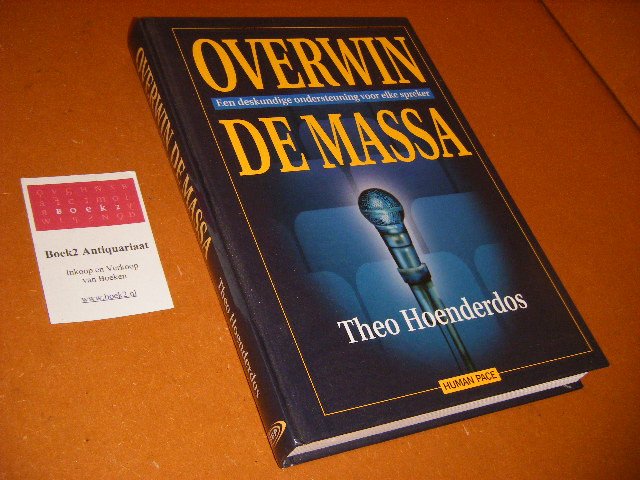 OVERWIN
Een deskundige ondersteuning voor elke spreker
DE MASSA
Theo Hoenderdos
HUMAN PACE
OVERWIN DE MASSA
Theo Hoenderdos
BOEK2
Boek2 Antiquariaat
Inkoop en Verkoop
van Boeken
www.boek2.nl